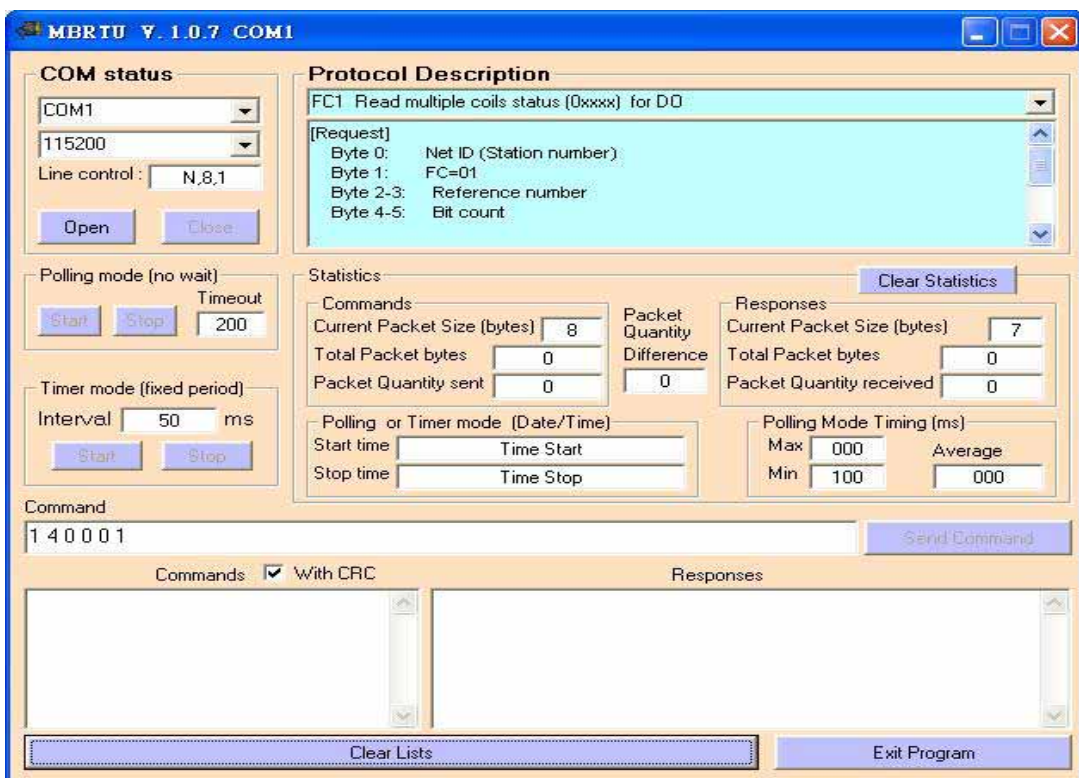 MBRTU V. 1.0.7 COM1
COM status
COM1
115200
Line control : N,8,1
Open Close
Protocol Description
FC1 Read multiple coils status (0xxxx) for DO
[Request]
Byte 0: Net ID (Station number)
Byte 1: FC=01
Byte 2-3: Reference number
Byte 4-5: Bit count
Polling mode (no wait)
Timeout
Start Stop 200
Timer mode (fixed period)
Interval 50 ms
Start Stop
Statistics
Clear Statistics
Commands
Current Packet Size (bytes) 8
Total Packet bytes 0
Packet Quantity sent 0
Packet
Quantity
Difference
0
Responses
Current Packet Size (bytes) 7
Total Packet bytes 0
Packet Quantity received 0
Polling or Timer mode (Date/Time)
Start time Time Start
Stop time Time Stop
Polling Mode Timing (ms)
Max 000
Min 100
Average
000
Command
1 4 0 0 0 1
Send Command
Commands With CRC
Responses
Clear Lists
Exit Program